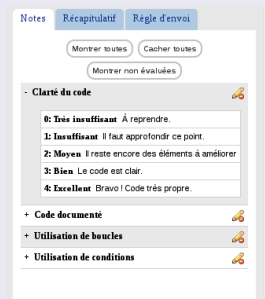 Notes Récapitulatif Règle d'envoi
Montrer toutes Cacher toutes
Montrer non évaluées
- Clarté du code
0: Très insuffisant À reprendre.
1: Insuffisant Il faut approfondir ce point.
2: Moyen Il reste encore des éléments à améliorer
3: Bien Le code est clair.
4: Excellent Bravo ! Code très propre.
+ Code documenté
+ Utilisation de boucles
+ Utilisation de conditions